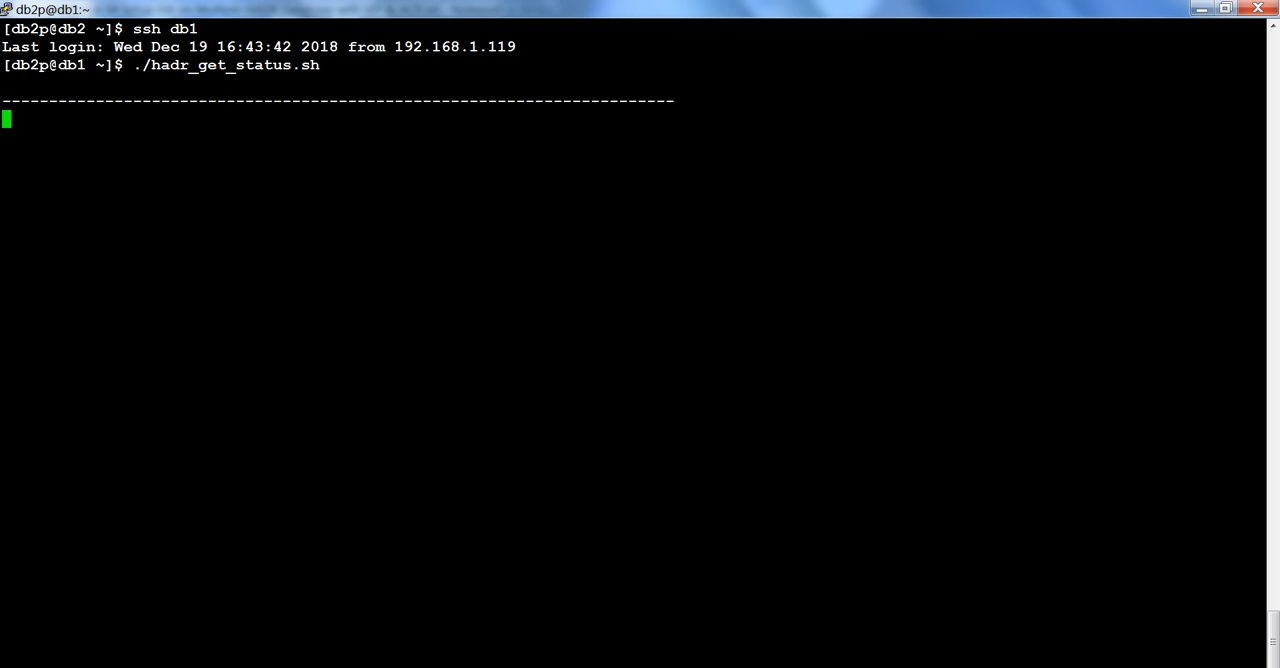 db2p@db1:~
[db2p@db2 ~]$ ssh db1
Last login: Wed Dec 19 16:43:42 2018 from 192.168.1.119
[db2p@db1 ~]$ ./hadr_get_status.sh
------------------------------------------------------------------------